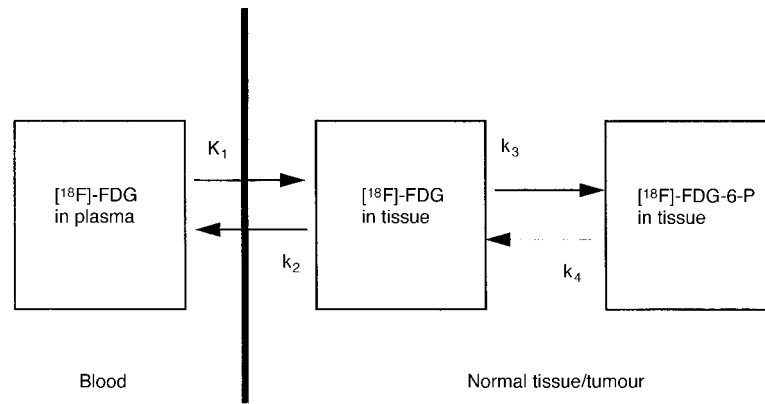 K₁
k₃
[¹⁸F]-FDG
in plasma
[¹⁸F]-FDG
in tissue
[¹⁸F]-FDG-6-P
in tissue
k₂
k₄
Blood
Normal tissue/tumour